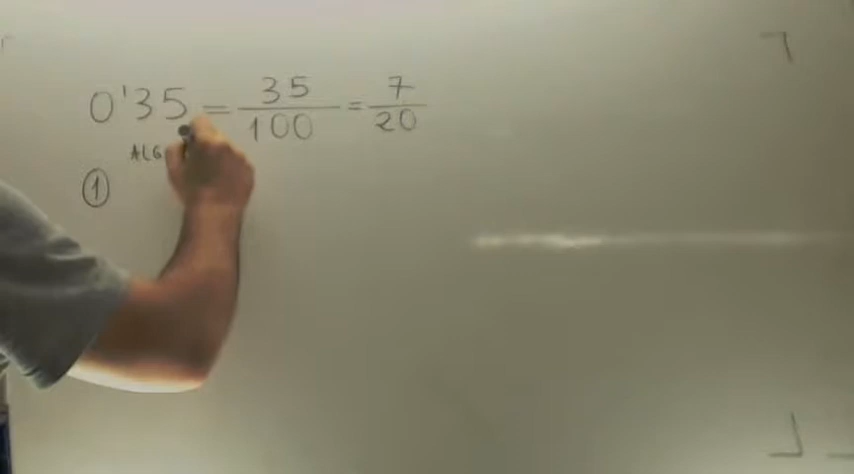 0'35 = 35/100 = 7/20
ALG
①